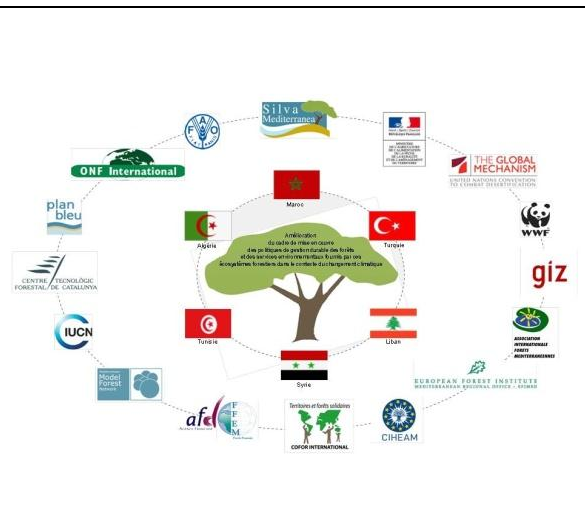 Silva
Mediterranea
FAO
FIAT PANIS
ONF International
THE GLOBAL
MECHANISM
UNITED NATIONS CONVENTION
TO COMBAT DESERTIFICATION
Maroc
plan
bleu
WWF
Algérie
Turquie
Amélioration
du cadre de mise en œuvre
des politiques de gestion durable des forêts
et des services environnementaux fournis par ces
écosystèmes forestiers dans le contexte du changement climatique
CENTRE TECNOLÒGIC
FORESTAL DE CATALUNYA
giz
IUCN
Tunisie
Liban
ASSOCIATION
INTERNATIONALE
FORETS
MEDITERRANEENNES
Model
Forest
Network
Syrie
EUROPEAN FOREST INSTITUTE
MEDITERRANEAN REGIONAL OFFICE - EFIMED
afd
FFEM
Territoires et forêts solidaires
COFOR INTERNATIONAL
CIHEAM